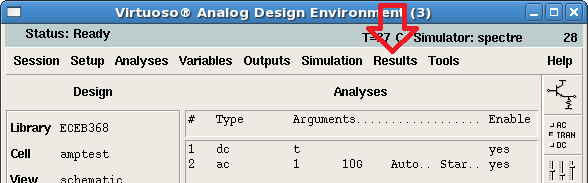 Virtuoso® Analog Design Environment (3)
Status: Ready T=27 C Simulator: spectre 28
Session Setup Analyses Variables Outputs Simulation Results Tools Help
Design
Analyses
# Type Arguments.................. Enable
Library ECEB368
1 dc t yes
2 ac 1 10G Auto.. Star.. yes
Cell amptest
View schematic
AC
TRAN
DC